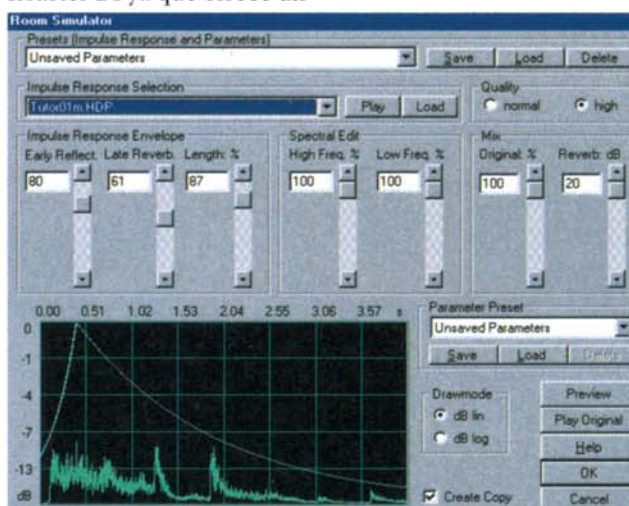 Room Simulator
Presets (Impulse Response and Parameters)
Unsaved Parameters
Save Load Delete
Impulse Response Selection
Tutor01m.HDP
Play Load
Quality
normal high
Impulse Response Envelope
Early Reflect. Late Reverb. Length: %
80 61 87
Spectral Edit
High Freq. % Low Freq. %
100 100
Mix
Original: % Reverb: dB
100 20
0.00 0.51 1.02 1.53 2.04 2.55 3.06 3.57 s
0
-1
-4
-7
-13
dB
Parameter Preset
Unsaved Parameters
Save Load Delete
Drawmode
dB lin
dB log
Create Copy
Preview
Play Original
Help
OK
Cancel